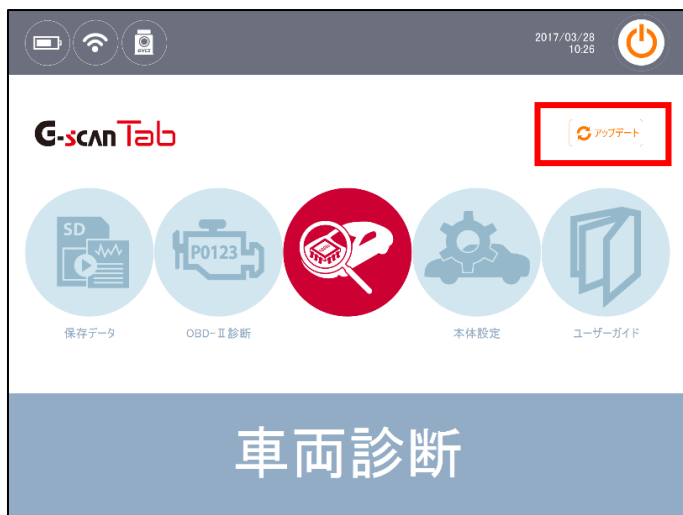 2017/03/28
10:26
GVCI
G-scan Tab
アップデート
SD
P0123
保存データ
OBD-Ⅱ診断
本体設定
ユーザーガイド
車両診断